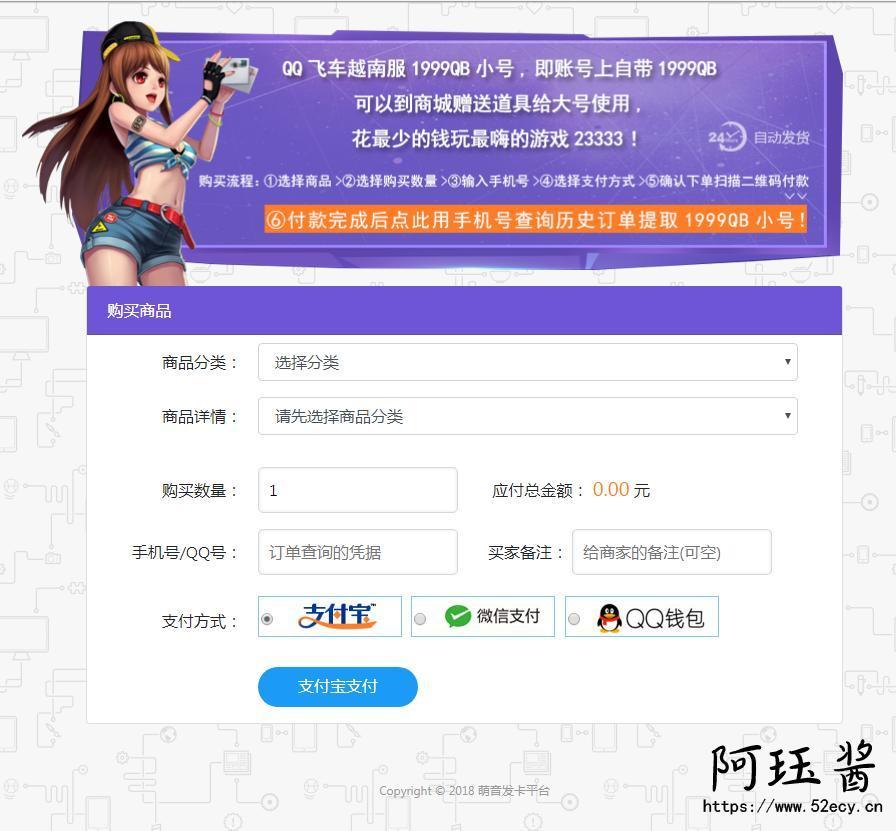 QQ 飞车越南服 1999QB 小号，即账号上自带 1999QB
可以到商城赠送道具给大号使用，
花最少的钱玩最嗨的游戏 23333！
24 自动发货
购买流程：①选择商品 >②选择购买数量 >③输入手机号 >④选择支付方式 >⑤确认下单扫描二维码付款
⑥付款完成后点此用手机号查询历史订单提取 1999QB 小号！
购买商品
商品分类： 选择分类
商品详情： 请先选择商品分类
购买数量： 1 应付总金额： 0.00 元
手机号/QQ号： 订单查询的凭据 买家备注： 给商家的备注(可空)
支付方式： 支付宝 微信支付 QQ钱包
支付宝支付
阿珏酱
https://www.52ecy.cn
Copyright © 2018 萌音发卡平台